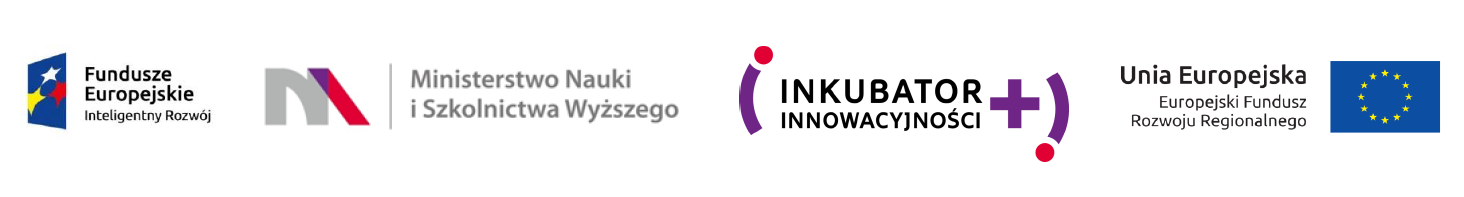 Fundusze
Europejskie
Inteligentny Rozwój
Ministerstwo Nauki
i Szkolnictwa Wyższego
INKUBATOR
INNOWACYJNOŚCI
+
Unia Europejska
Europejski Fundusz
Rozwoju Regionalnego